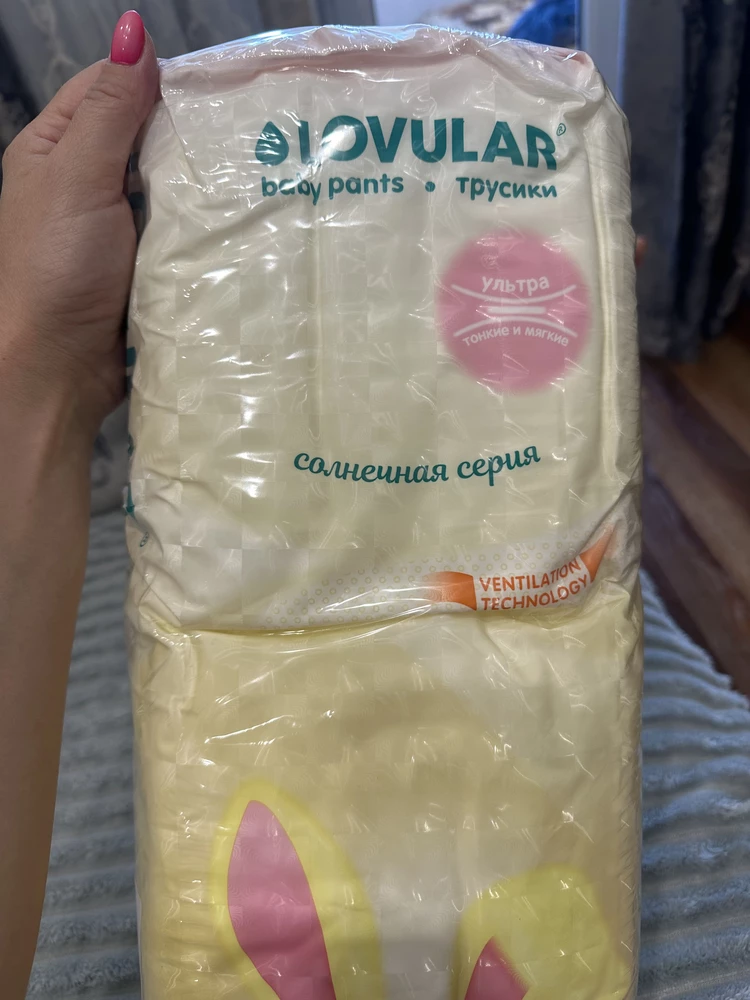 LOVULAR®
baby pants • трусики
ультра
тонкие и мягкие
солнечная серия
VENTILATION
TECHNOLOGY